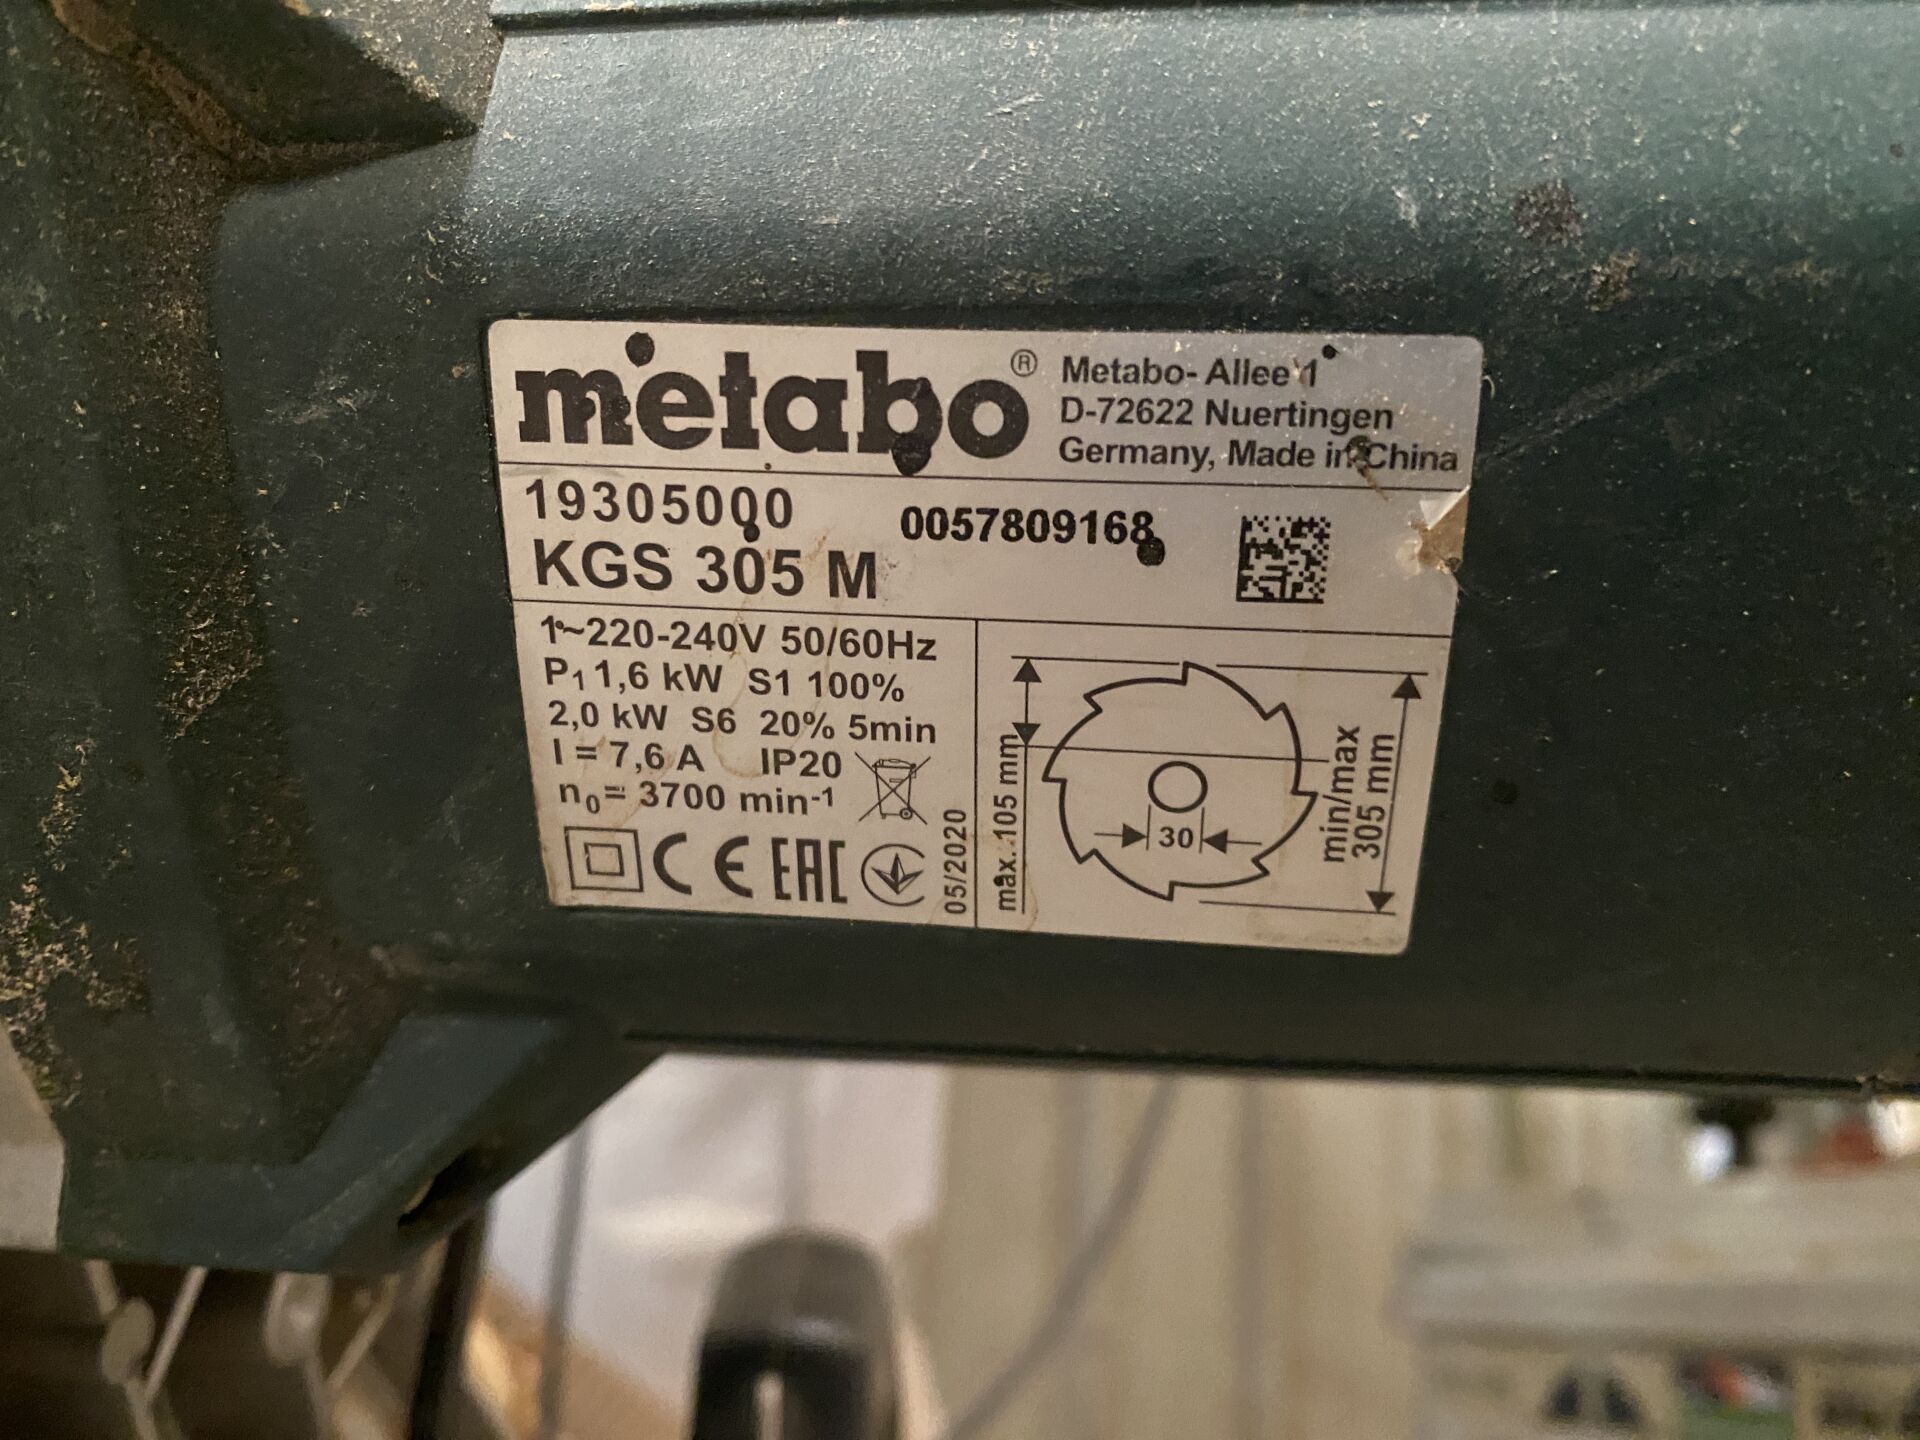 metabo®
Metabo-Allee 1
D-72622 Nuertingen
Germany, Made in China
19305000
0057809168
KGS 305 M
1~220-240V 50/60Hz
P₁ 1,6 kW S1 100%
2,0 kW S6 20% 5min
I = 7,6 A IP20
n₀= 3700 min⁻¹
CE EAC
05/2020
max. 105 mm
30
min/max
305 mm